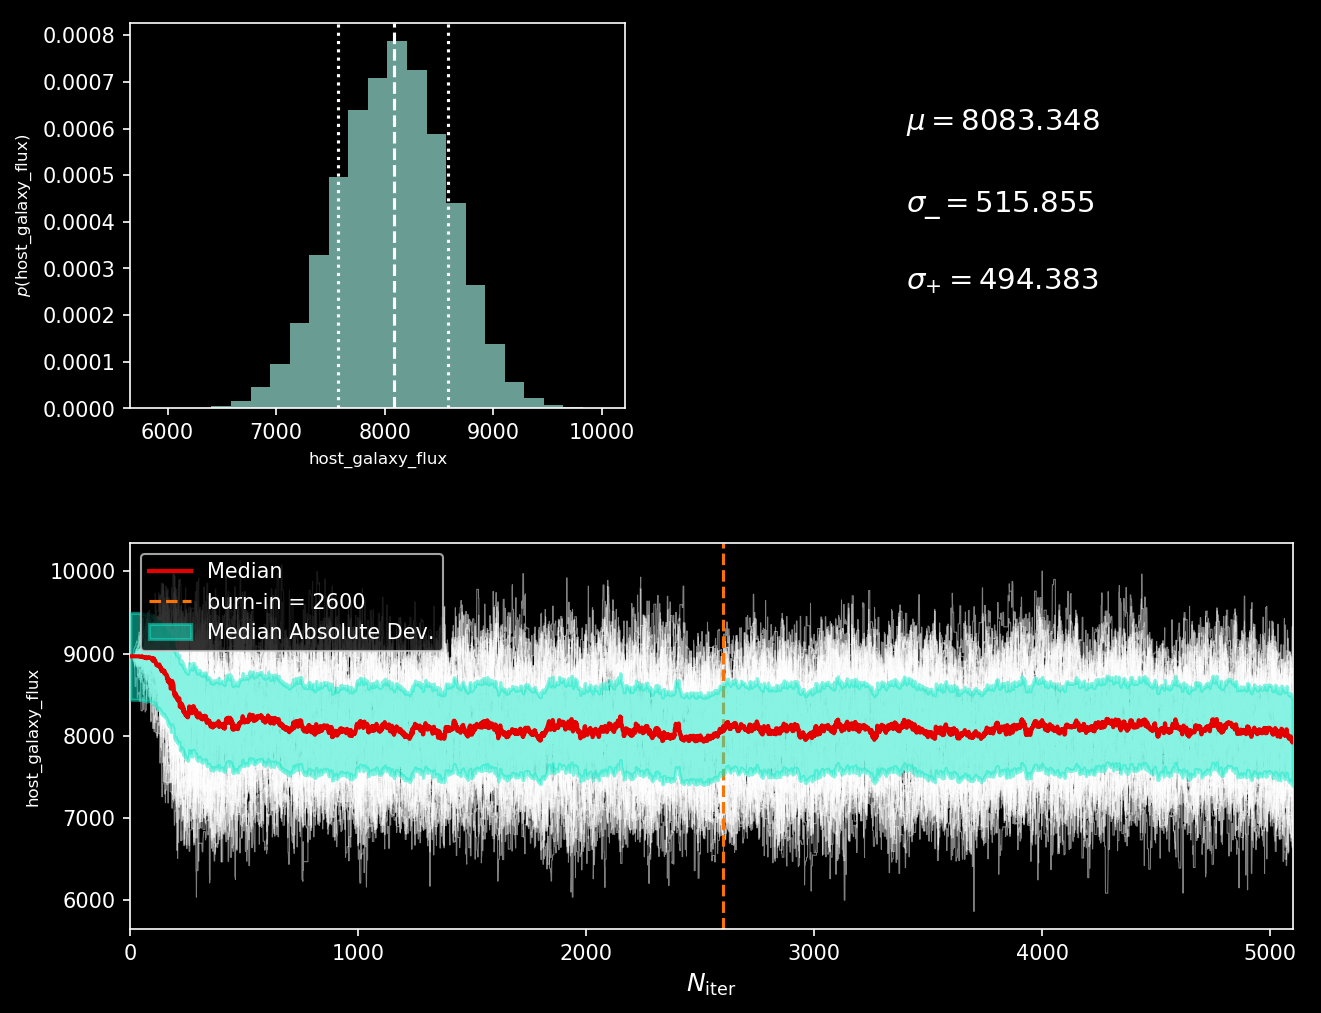 0.0008
0.0007
0.0006
0.0005
0.0004
0.0003
0.0002
0.0001
0.0000
p(host_galaxy_flux)
6000 7000 8000 9000 10000
host_galaxy_flux
μ = 8083.348
σ₋ = 515.855
σ₊ = 494.383
10000
9000
8000
7000
6000
host_galaxy_flux
Median
burn-in = 2600
Median Absolute Dev.
0 1000 2000 3000 4000 5000
N_iter